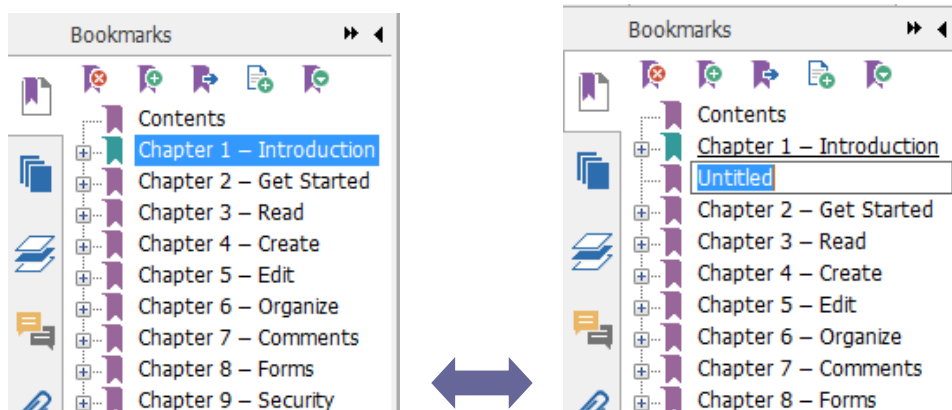 Bookmarks
Contents
Chapter 1 – Introduction
Chapter 2 – Get Started
Chapter 3 – Read
Chapter 4 – Create
Chapter 5 – Edit
Chapter 6 – Organize
Chapter 7 – Comments
Chapter 8 – Forms
Chapter 9 – Security
Bookmarks
Contents
Chapter 1 – Introduction
Untitled
Chapter 2 – Get Started
Chapter 3 – Read
Chapter 4 – Create
Chapter 5 – Edit
Chapter 6 – Organize
Chapter 7 – Comments
Chapter 8 – Forms